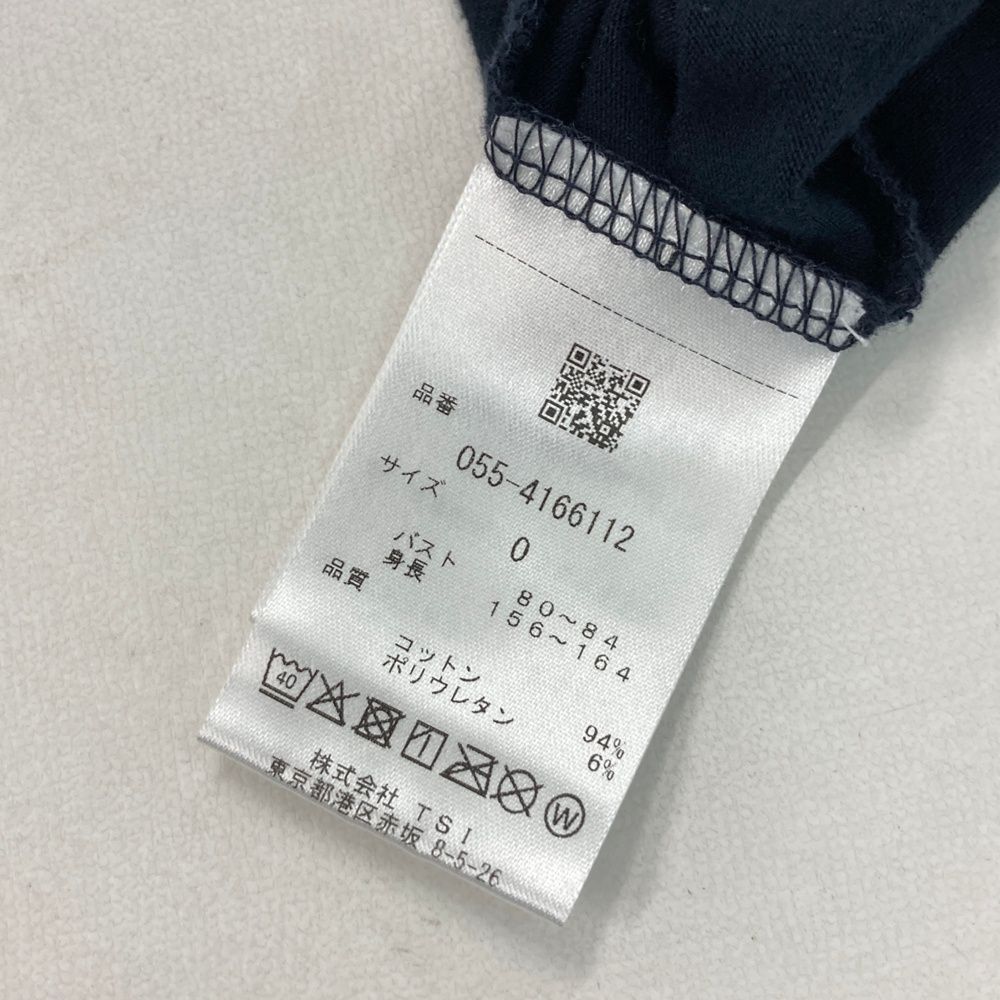 品番
055-4166112
サイズ
0
バスト 80～84
身長 156～164
品質
コットン 94%
ポリウレタン 6%
40
W
株式会社 TSI
東京都港区赤坂 8-5-26